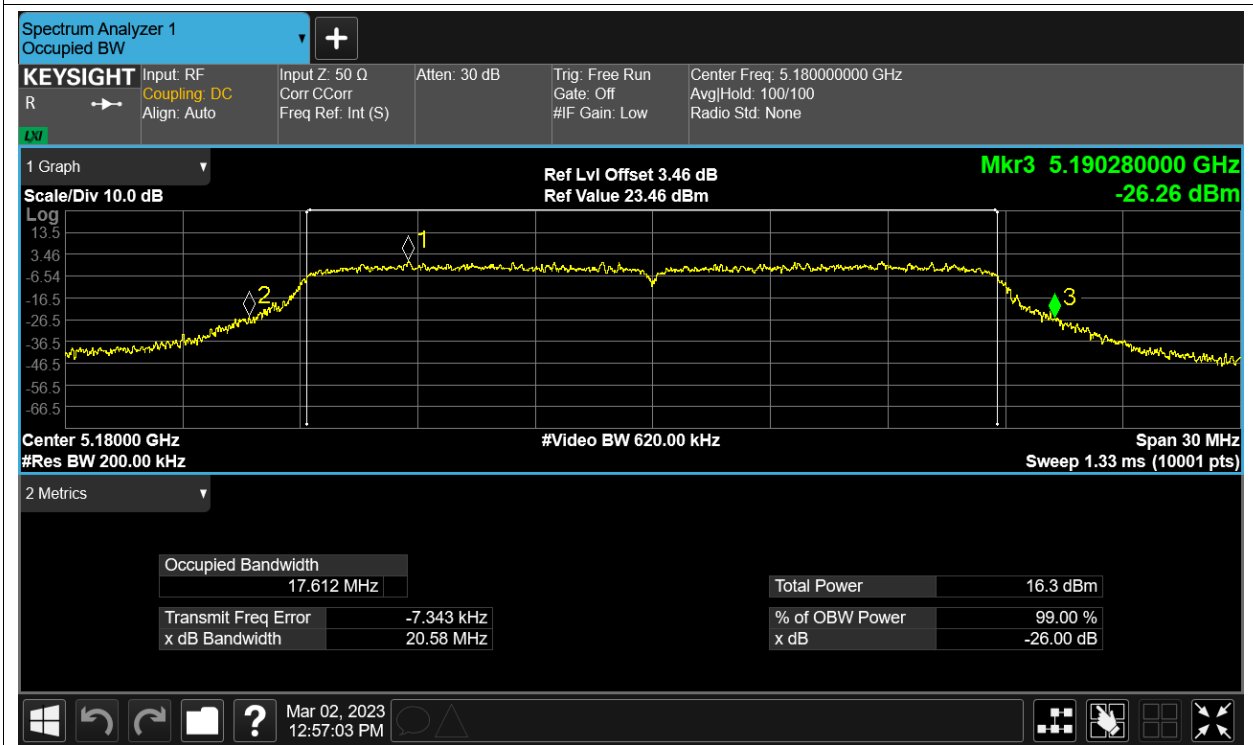 Spectrum Analyzer 1
Occupied BW
KEYSIGHT
R
LXI
Input: RF
Coupling: DC
Align: Auto
Input Z: 50 Ω
Corr CCorr
Freq Ref: Int (S)
Atten: 30 dB
Trig: Free Run
Gate: Off
#IF Gain: Low
Center Freq: 5.180000000 GHz
Avg|Hold: 100/100
Radio Std: None
1 Graph
Scale/Div 10.0 dB
Ref Lvl Offset 3.46 dB
Ref Value 23.46 dBm
Mkr3 5.190280000 GHz
-26.26 dBm
Log
13.5
3.46
-6.54
-16.5
-26.5
-36.5
-46.5
-56.5
-66.5
1
2
3
Center 5.18000 GHz
#Video BW 620.00 kHz
Span 30 MHz
#Res BW 200.00 kHz
Sweep 1.33 ms (10001 pts)
2 Metrics
Occupied Bandwidth
17.612 MHz
Total Power 16.3 dBm
Transmit Freq Error -7.343 kHz
% of OBW Power 99.00 %
x dB Bandwidth 20.58 MHz
x dB -26.00 dB
?
Mar 02, 2023
12:57:03 PM